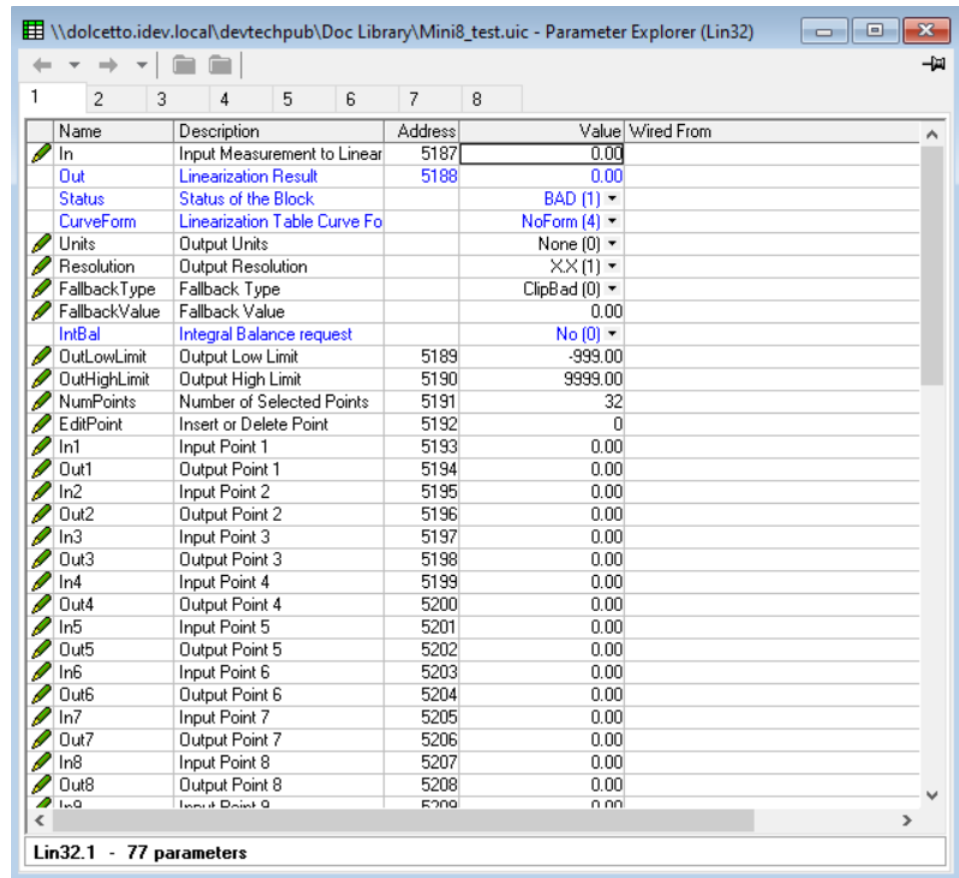 \\dolcetto.idev.local\devtechpub\Doc Library\Mini8_test.uic - Parameter Explorer (Lin32)
1 2 3 4 5 6 7 8
Name Description Address Value Wired From
In Input Measurement to Linear 5187 0.00
Out Linearization Result 5188 0.00
Status Status of the Block BAD (1)
CurveForm Linearization Table Curve Fo NoForm (4)
Units Output Units None (0)
Resolution Output Resolution X.X (1)
FallbackType Fallback Type ClipBad (0)
FallbackValue Fallback Value 0.00
IntBal Integral Balance request No (0)
OutLowLimit Output Low Limit 5189 -999.00
OutHighLimit Output High Limit 5190 9999.00
NumPoints Number of Selected Points 5191 32
EditPoint Insert or Delete Point 5192 0
In1 Input Point 1 5193 0.00
Out1 Output Point 1 5194 0.00
In2 Input Point 2 5195 0.00
Out2 Output Point 2 5196 0.00
In3 Input Point 3 5197 0.00
Out3 Output Point 3 5198 0.00
In4 Input Point 4 5199 0.00
Out4 Output Point 4 5200 0.00
In5 Input Point 5 5201 0.00
Out5 Output Point 5 5202 0.00
In6 Input Point 6 5203 0.00
Out6 Output Point 6 5204 0.00
In7 Input Point 7 5205 0.00
Out7 Output Point 7 5206 0.00
In8 Input Point 8 5207 0.00
Out8 Output Point 8 5208 0.00
In9 Input Point 9 5209 0.00
Lin32.1 - 77 parameters